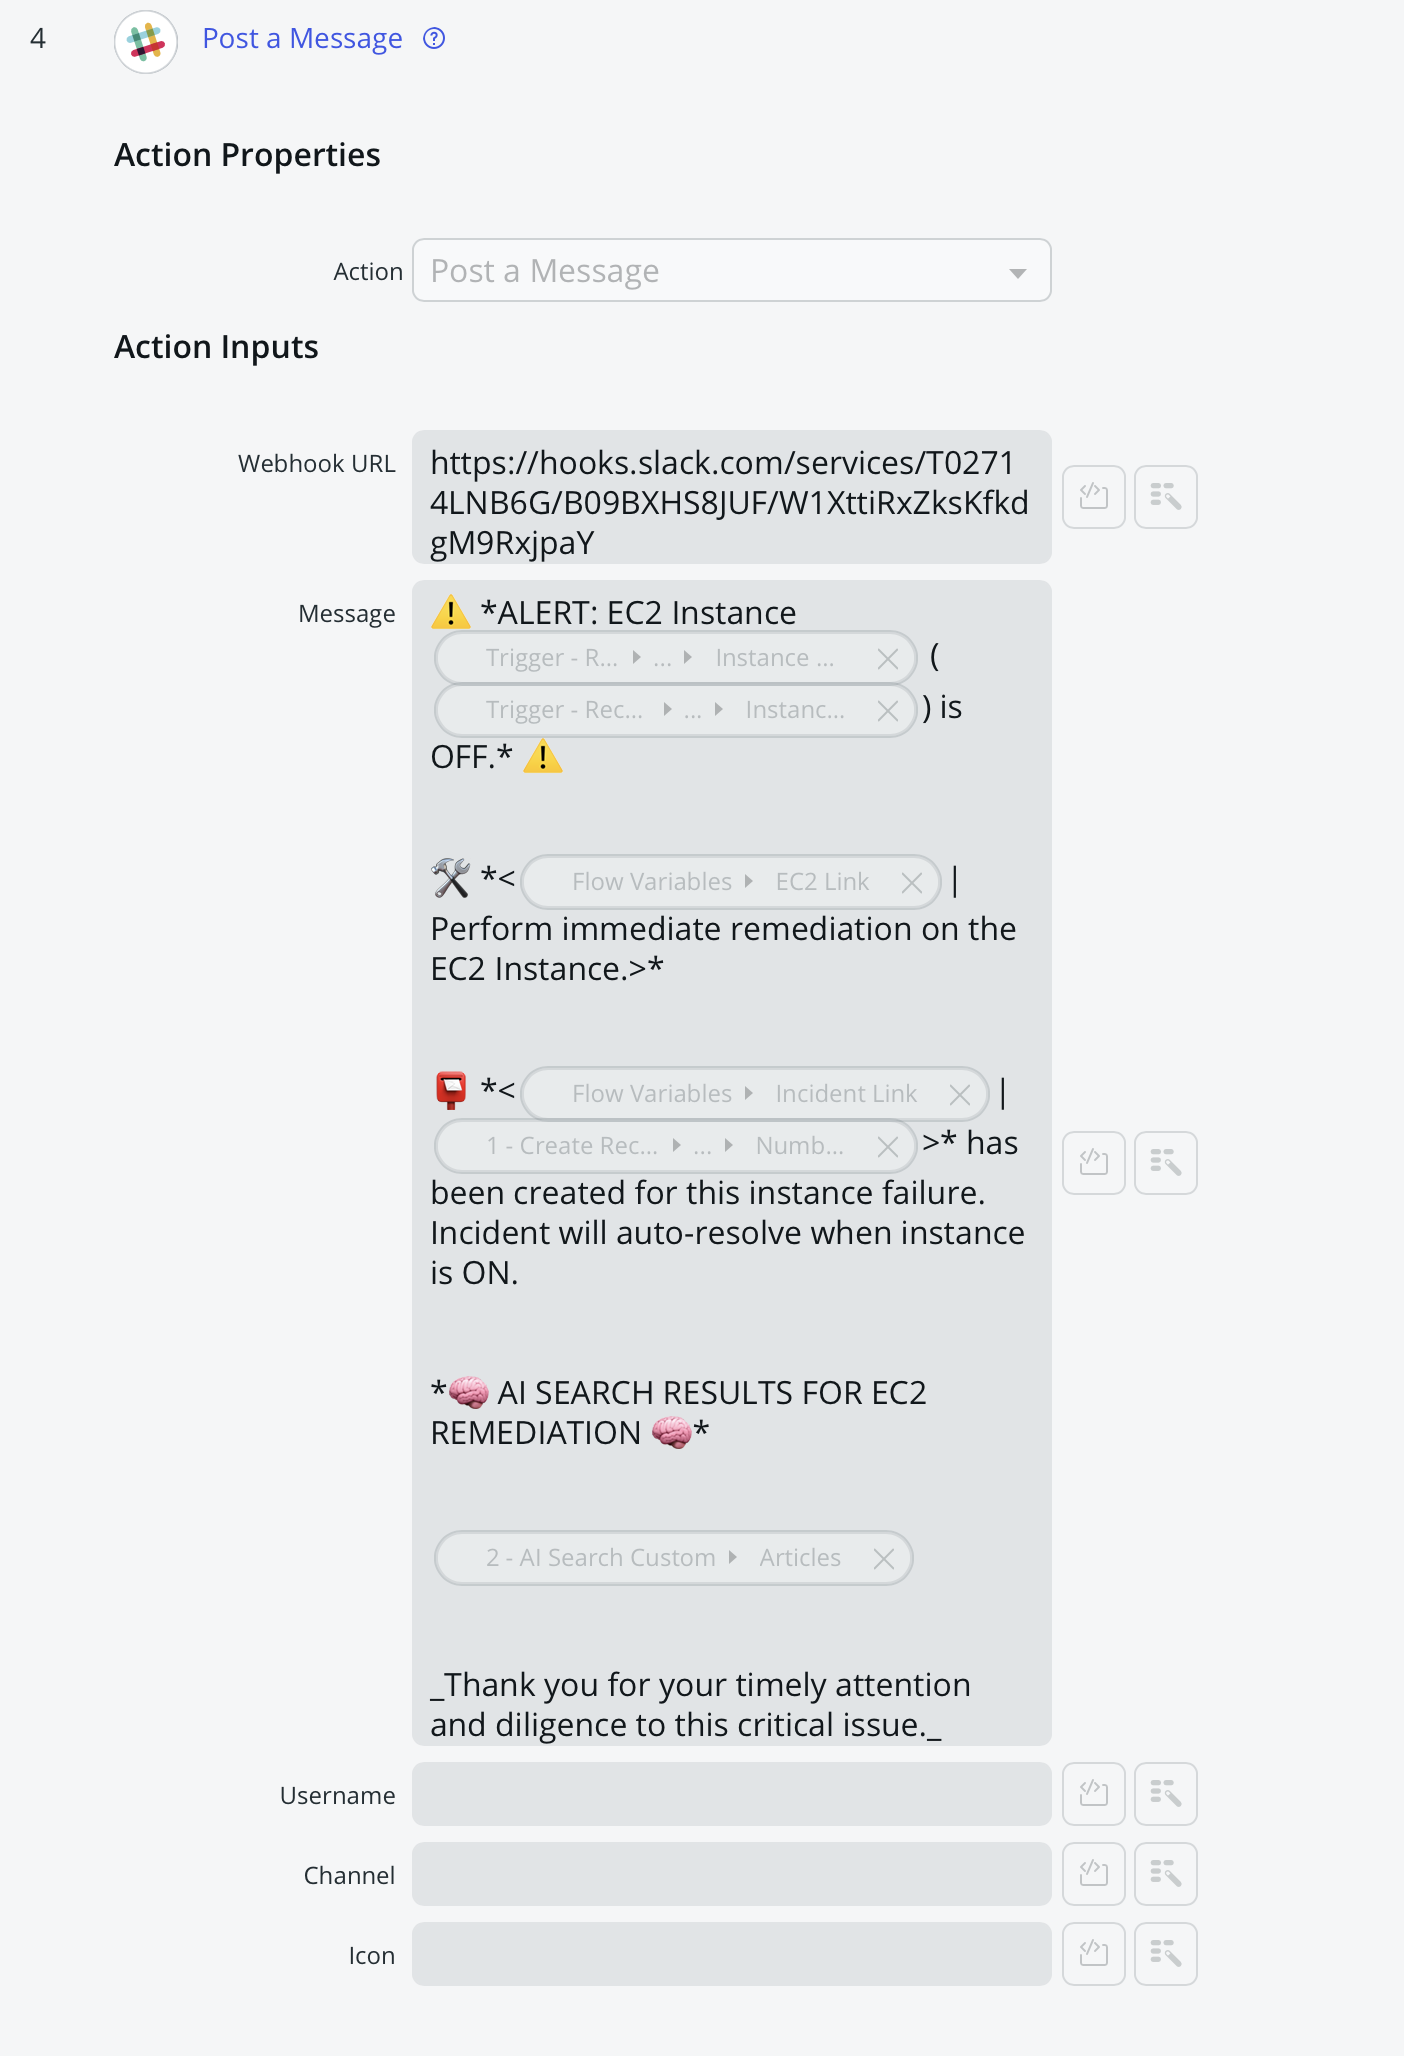 4 Post a Message ?
Action Properties
Action Post a Message
Action Inputs
Webhook URL https://hooks.slack.com/services/T0271
4LNB6G/B09BXHS8JUF/W1XttiRxZksKfkd
gM9RxjpaY
Message ⚠️ *ALERT: EC2 Instance
Trigger - R... ▸ ... ▸ Instance ... (
Trigger - Rec... ▸ ... ▸ Instanc... ) is
OFF.* ⚠️
🛠️ *< Flow Variables ▸ EC2 Link |
Perform immediate remediation on the
EC2 Instance.>*
📮 *< Flow Variables ▸ Incident Link |
1 - Create Rec... ▸ ... ▸ Numb... >* has
been created for this instance failure.
Incident will auto-resolve when instance
is ON.
*🧠 AI SEARCH RESULTS FOR EC2
REMEDIATION 🧠*
2 - AI Search Custom ▸ Articles
_Thank you for your timely attention
and diligence to this critical issue._
Username
Channel
Icon